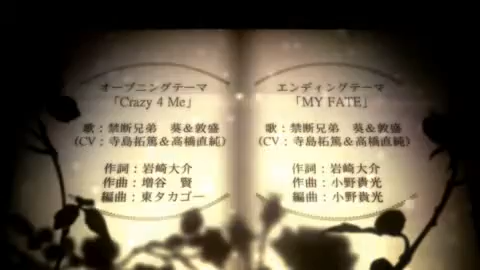 オープニングテーマ
「Crazy 4 Me」
歌：禁断兄弟　葵＆敦盛
（CV：寺島拓篤＆高橋直純）
作詞：岩崎大介
作曲：増谷　賢
編曲：東タカゴー
エンディングテーマ
「MY FATE」
歌：禁断兄弟　葵＆敦盛
（CV：寺島拓篤＆高橋直純）
作詞：岩崎大介
作曲：小野貴光
編曲：小野貴光